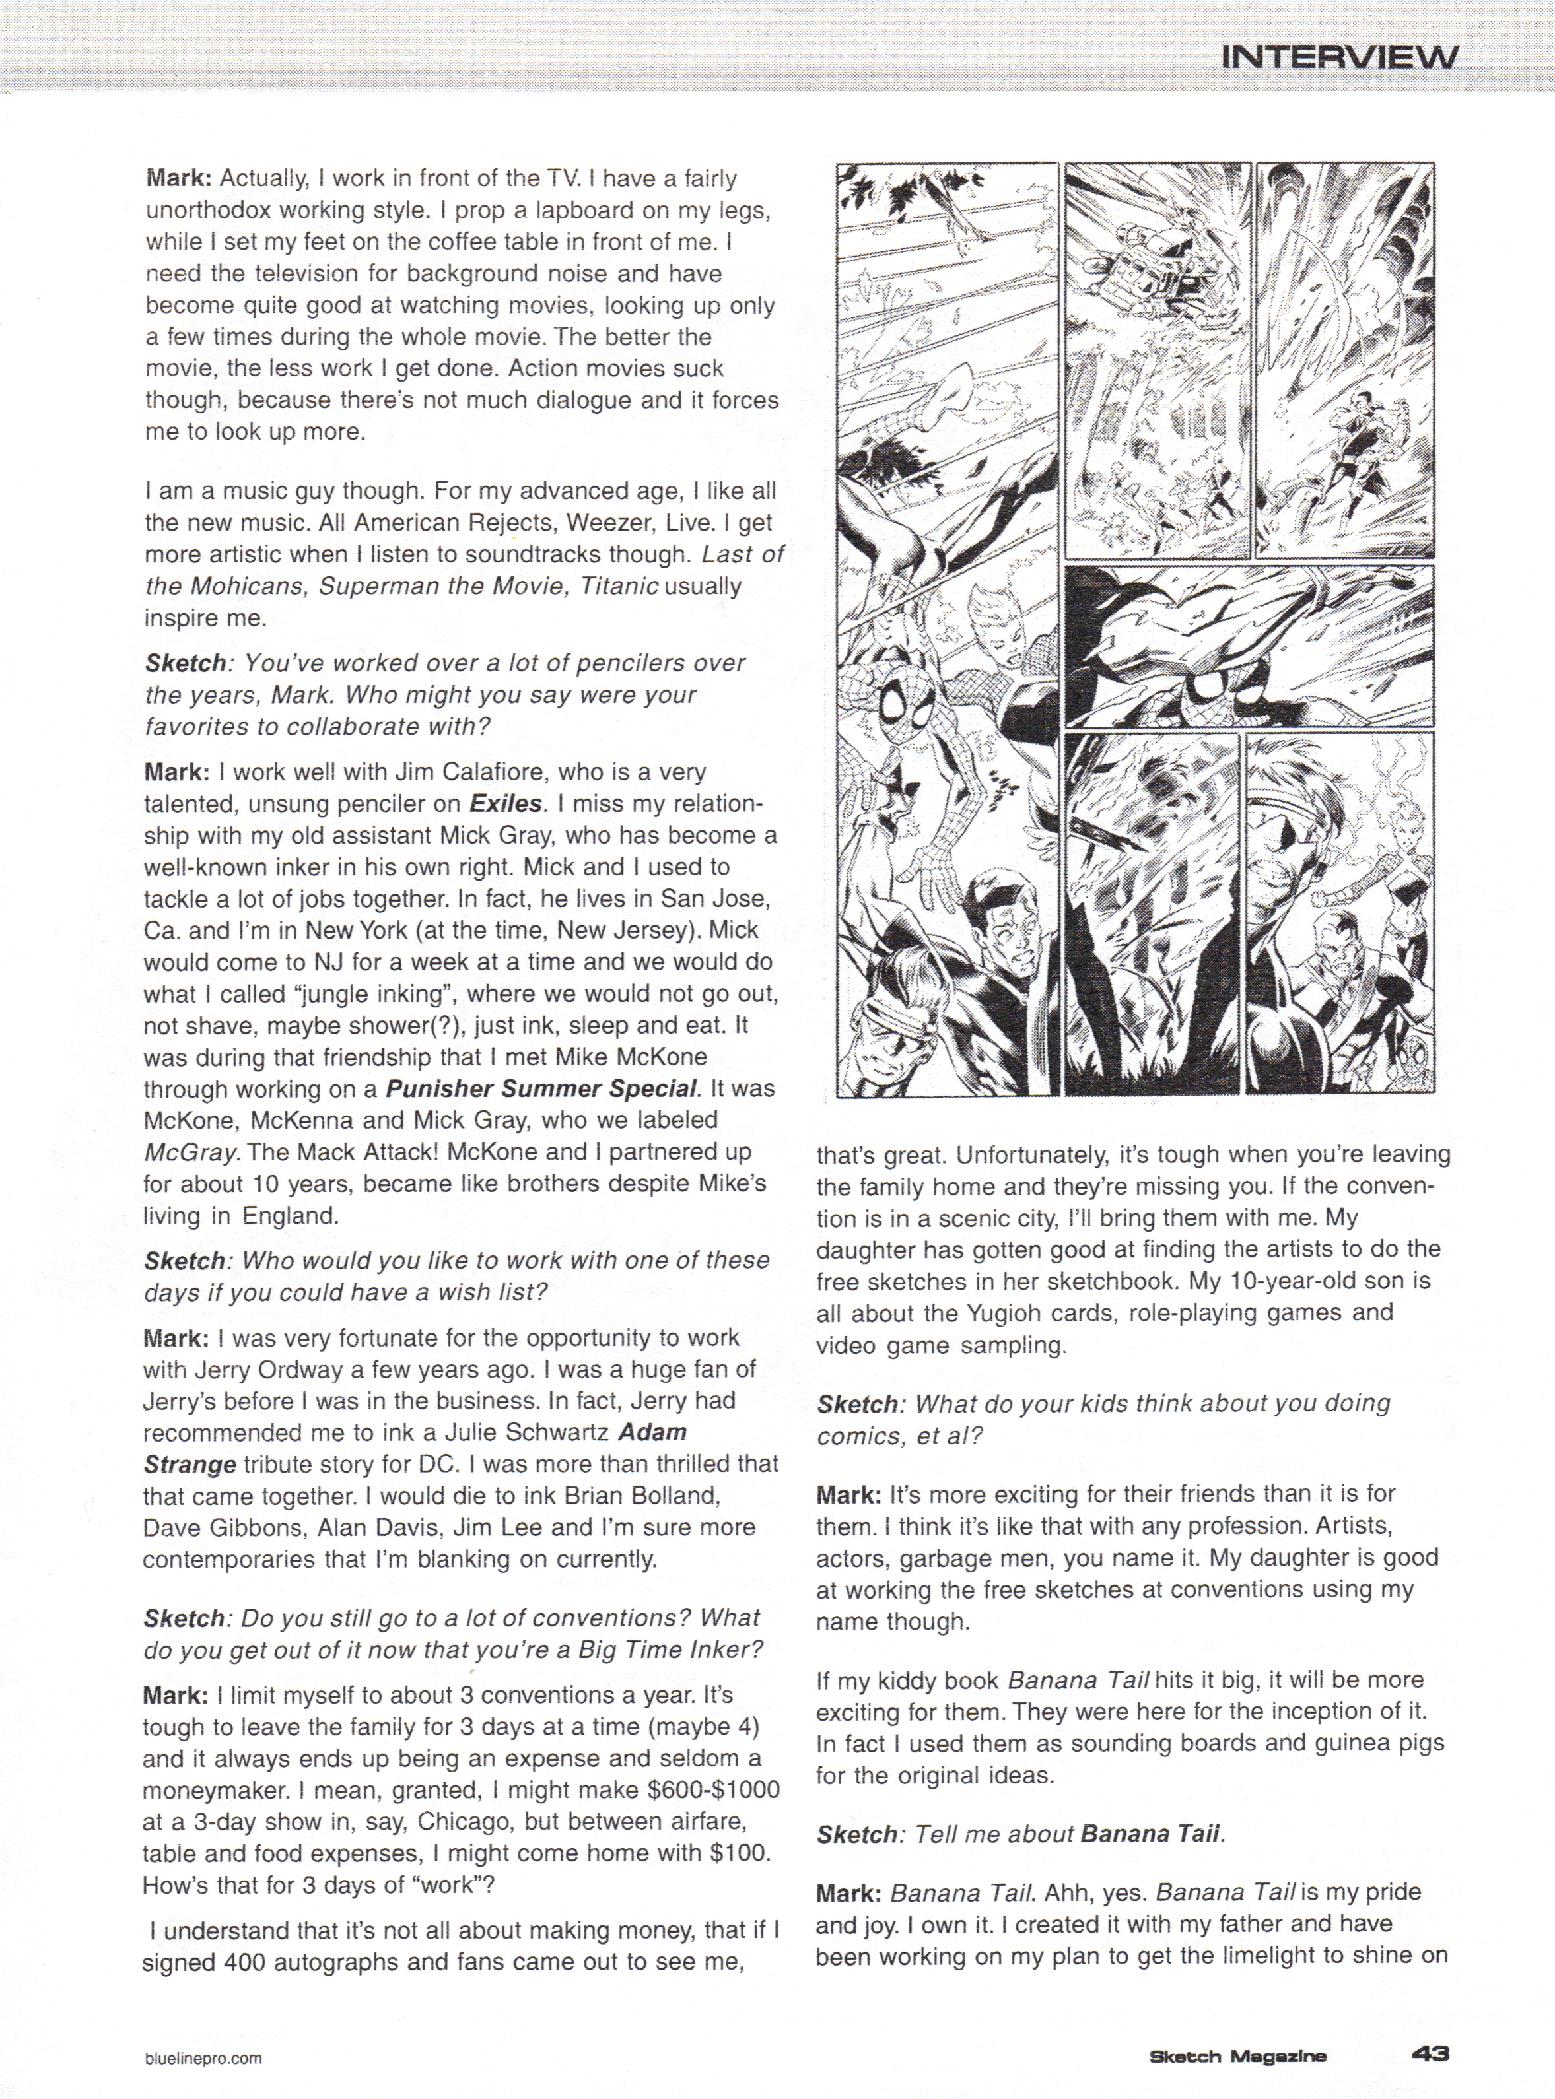 INTERVIEW
Mark: Actually, I work in front of the TV. I have a fairly
unorthodox working style. I prop a lapboard on my legs,
while I set my feet on the coffee table in front of me. I
need the television for background noise and have
become quite good at watching movies, looking up only
a few times during the whole movie. The better the
movie, the less work I get done. Action movies suck
though, because there's not much dialogue and it forces
me to look up more.
I am a music guy though. For my advanced age, I like all
the new music. All American Rejects, Weezer, Live. I get
more artistic when I listen to soundtracks though. Last of
the Mohicans, Superman the Movie, Titanic usually
inspire me.
Sketch: You've worked over a lot of pencilers over
the years, Mark. Who might you say were your
favorites to collaborate with?
Mark: I work well with Jim Calafiore, who is a very
talented, unsung penciler on Exiles. I miss my relation-
ship with my old assistant Mick Gray, who has become a
well-known inker in his own right. Mick and I used to
tackle a lot of jobs together. In fact, he lives in San Jose,
Ca. and I'm in New York (at the time, New Jersey). Mick
would come to NJ for a week at a time and we would do
what I called "jungle inking", where we would not go out,
not shave, maybe shower(?), just ink, sleep and eat. It
was during that friendship that I met Mike McKone
through working on a Punisher Summer Special. It was
McKone, McKenna and Mick Gray, who we labeled
McGray. The Mack Attack! McKone and I partnered up
for about 10 years, became like brothers despite Mike's
living in England.
Sketch: Who would you like to work with one of these
days if you could have a wish list?
Mark: I was very fortunate for the opportunity to work
with Jerry Ordway a few years ago. I was a huge fan of
Jerry's before I was in the business. In fact, Jerry had
recommended me to ink a Julie Schwartz Adam
Strange tribute story for DC. I was more than thrilled that
that came together. I would die to ink Brian Bolland,
Dave Gibbons, Alan Davis, Jim Lee and I'm sure more
contemporaries that I'm blanking on currently.
Sketch: Do you still go to a lot of conventions? What
do you get out of it now that you're a Big Time Inker?
Mark: I limit myself to about 3 conventions a year. It's
tough to leave the family for 3 days at a time (maybe 4)
and it always ends up being an expense and seldom a
moneymaker. I mean, granted, I might make $600-$1000
at a 3-day show in, say, Chicago, but between airfare,
table and food expenses, I might come home with $100.
How's that for 3 days of "work"?
I understand that it's not all about making money, that if I
signed 400 autographs and fans came out to see me,
that's great. Unfortunately, it's tough when you're leaving
the family home and they're missing you. If the conven-
tion is in a scenic city, I'll bring them with me. My
daughter has gotten good at finding the artists to do the
free sketches in her sketchbook. My 10-year-old son is
all about the Yugioh cards, role-playing games and
video game sampling.
Sketch: What do your kids think about you doing
comics, et al?
Mark: It's more exciting for their friends than it is for
them. I think it's like that with any profession. Artists,
actors, garbage men, you name it. My daughter is good
at working the free sketches at conventions using my
name though.
If my kiddy book Banana Tail hits it big, it will be more
exciting for them. They were here for the inception of it.
In fact I used them as sounding boards and guinea pigs
for the original ideas.
Sketch: Tell me about Banana Tail.
Mark: Banana Tail. Ahh, yes. Banana Tail is my pride
and joy. I own it. I created it with my father and have
been working on my plan to get the limelight to shine on
bluelinepro.com
Sketch Magazine 43